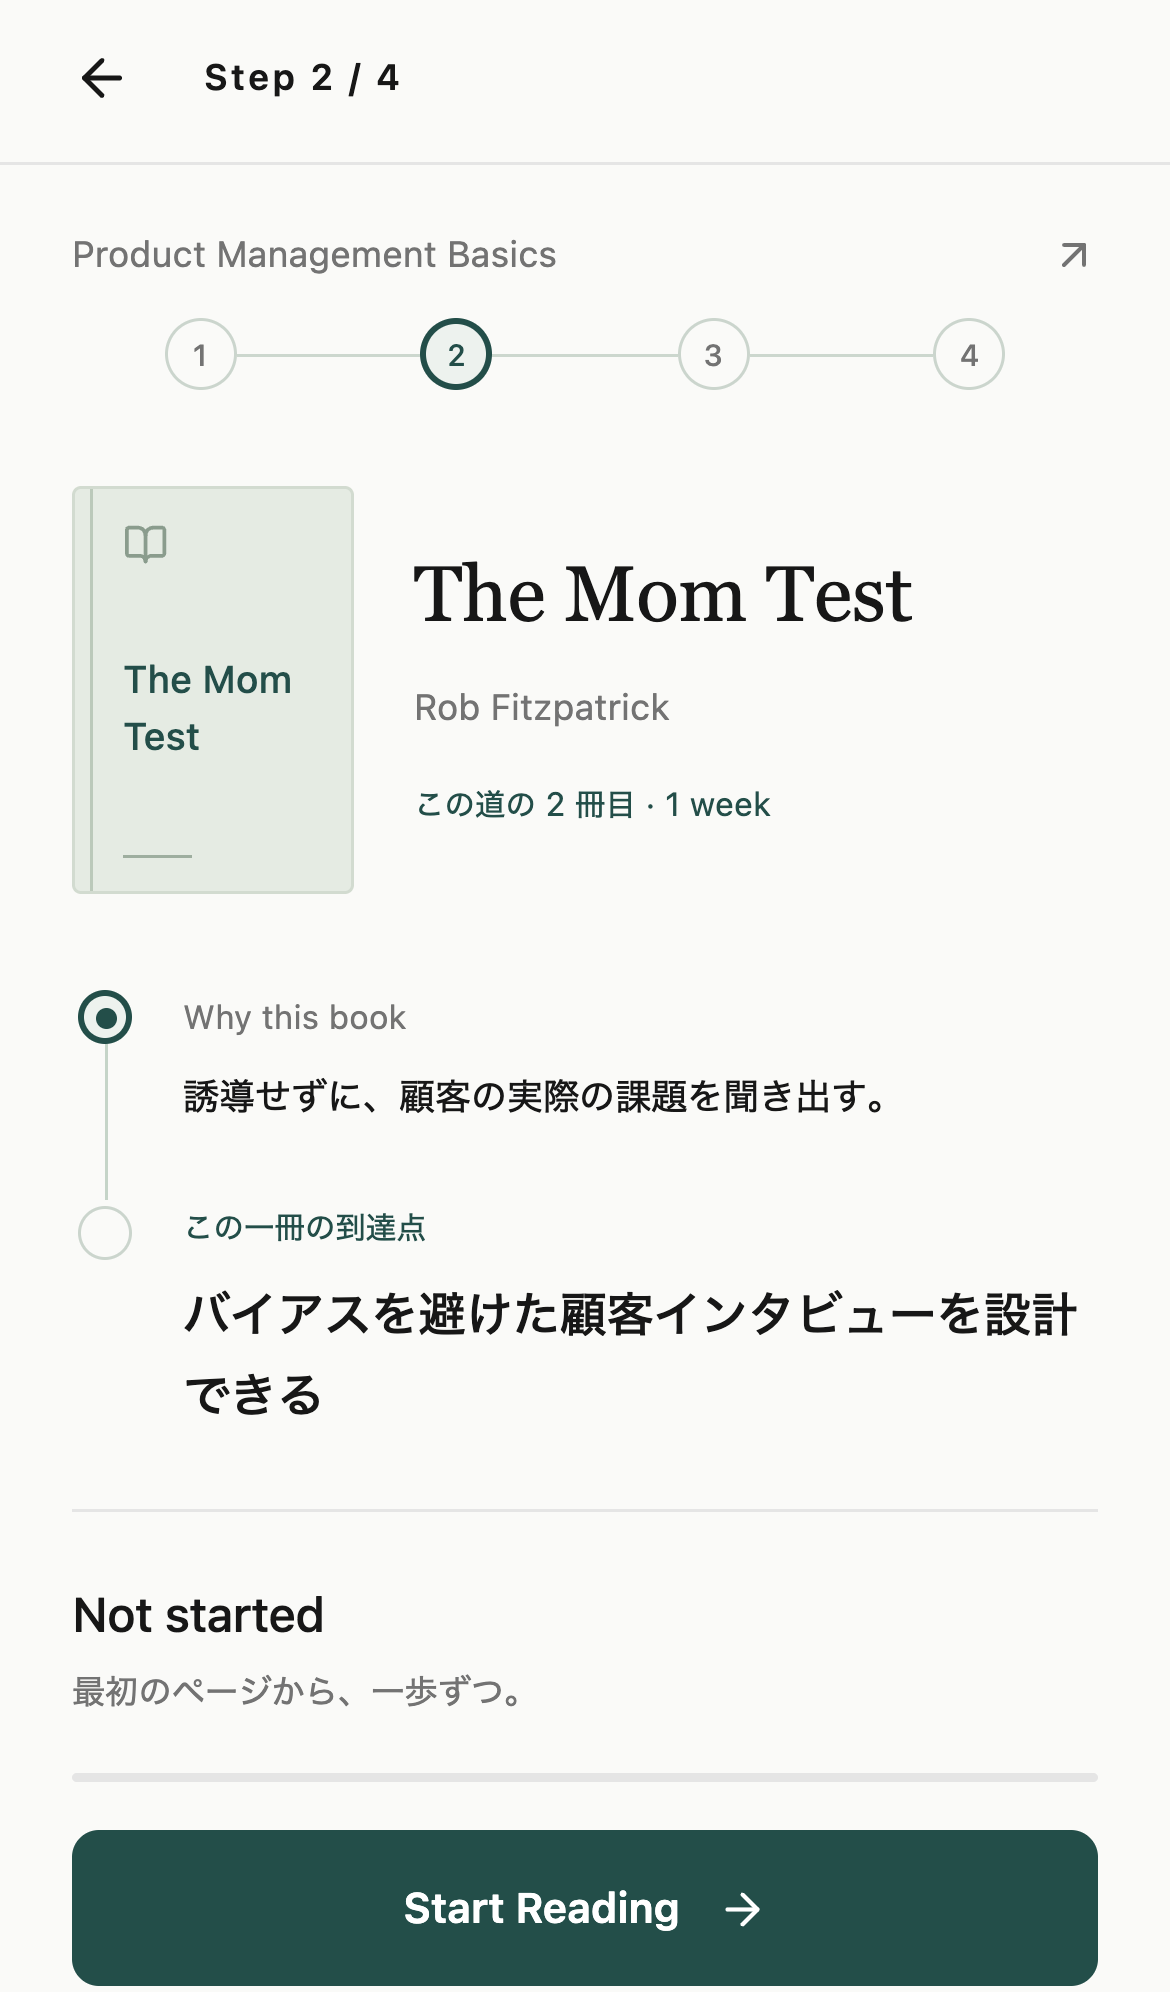 Step 2 / 4
Product Management Basics
1 2 3 4
The Mom
Test
The Mom Test
Rob Fitzpatrick
この道の 2 冊目 · 1 week
Why this book
誘導せずに、顧客の実際の課題を聞き出す。
この一冊の到達点
バイアスを避けた顧客インタビューを設計
できる
Not started
最初のページから、一歩ずつ。
Start Reading